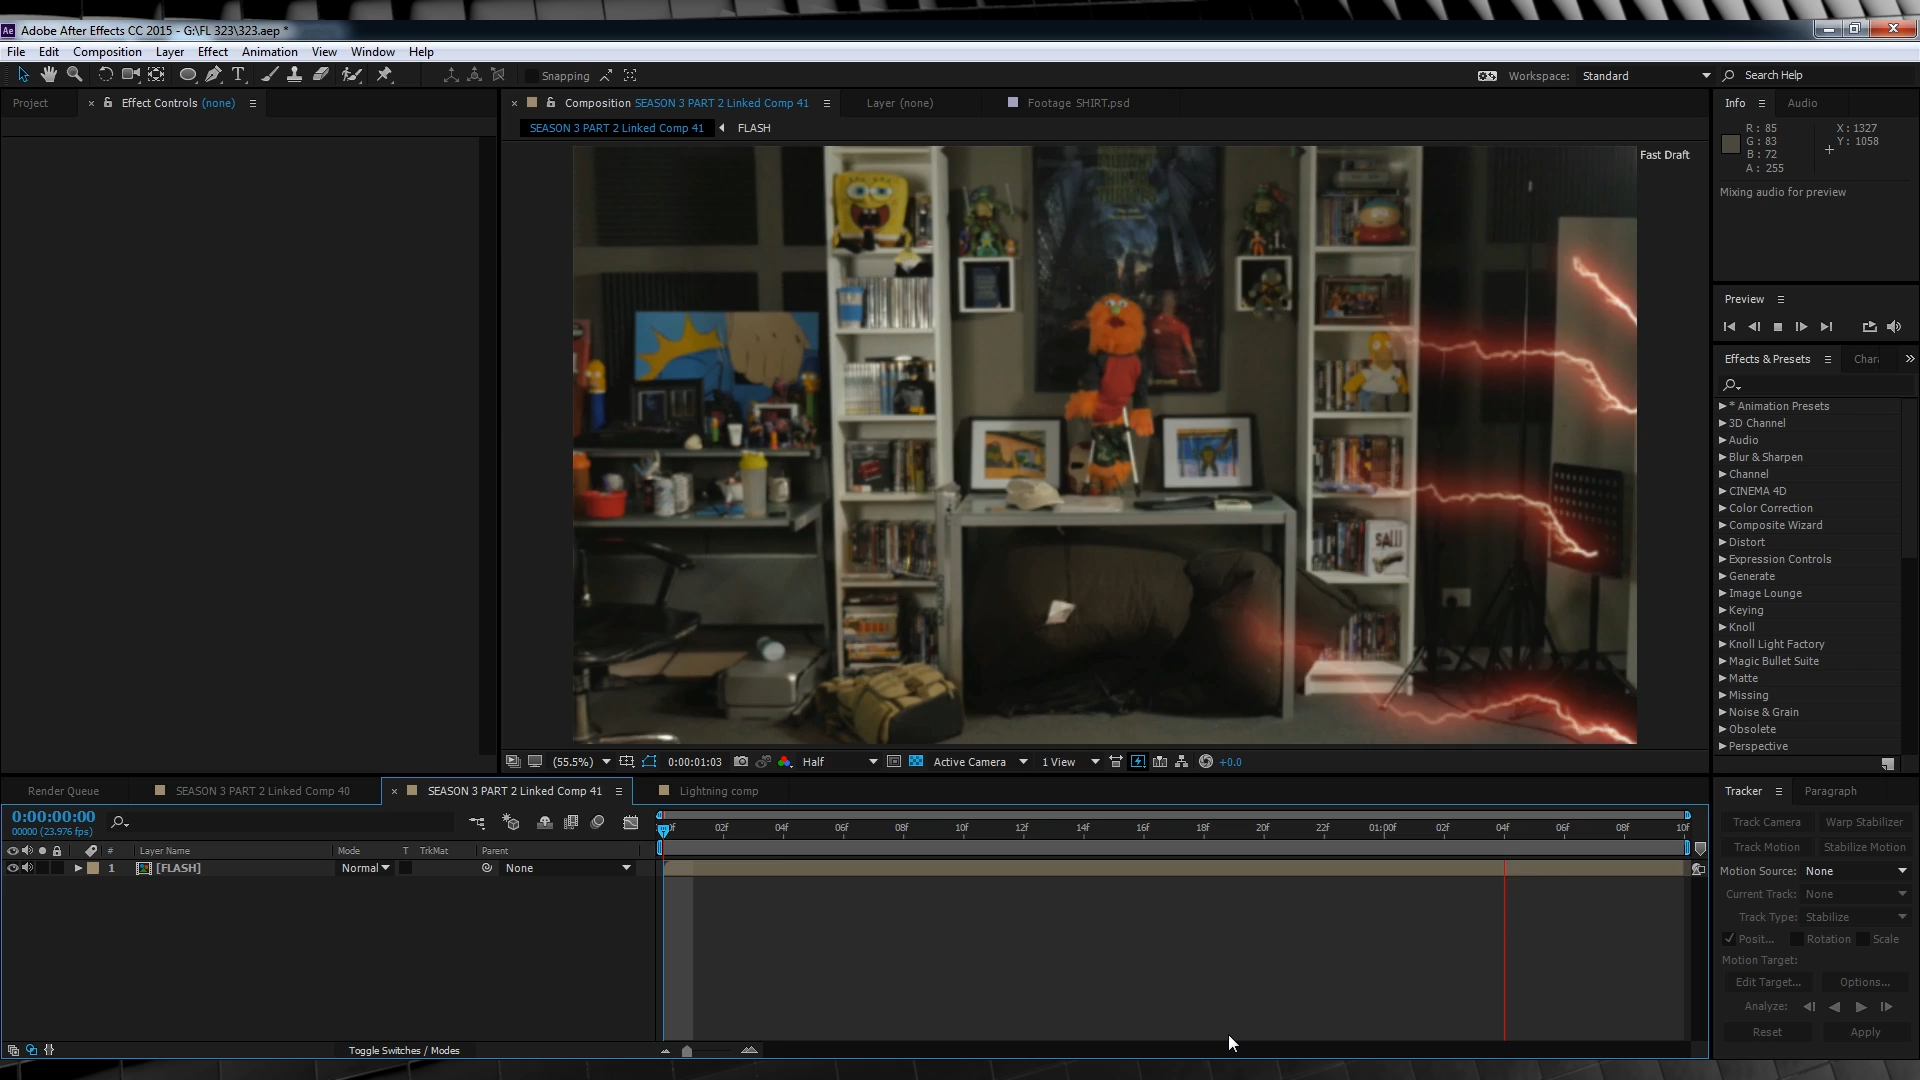 Adobe After Effects CC 2015 - G:\FL 323\323.aep *
File Edit Composition Layer Effect Animation View Window Help
Snapping
Workspace: Standard
Search Help
Project
Effect Controls (none)
Composition SEASON 3 PART 2 Linked Comp 41
Layer (none)
Footage SHIRT.psd
SEASON 3 PART 2 Linked Comp 41
FLASH
Fast Draft
SAW
(55.5%)
0:00:01:03
Half
Active Camera
1 View
+0.0
Info
Audio
R: 85
G: 83
B: 72
A: 255
X: 1327
Y: 1058
Mixing audio for preview
Preview
Effects & Presets
Chara
* Animation Presets
3D Channel
Audio
Blur & Sharpen
Channel
CINEMA 4D
Color Correction
Composite Wizard
Distort
Expression Controls
Generate
Image Lounge
Keying
Knoll
Knoll Light Factory
Magic Bullet Suite
Matte
Missing
Noise & Grain
Obsolete
Perspective
Render Queue
SEASON 3 PART 2 Linked Comp 40
SEASON 3 PART 2 Linked Comp 41
Lightning comp
0:00:00:00
00000 (23.976 fps)
02f 04f 06f 08f 10f 12f 14f 16f 18f 20f 22f 01:00f 02f 04f 06f 08f 10f
# Layer Name Mode T TrkMat Parent
1 [FLASH] Normal None
Toggle Switches / Modes
Tracker
Paragraph
Track Camera
Warp Stabilizer
Track Motion
Stabilize Motion
Motion Source: None
Current Track: None
Track Type: Stabilize
Posit... Rotation Scale
Motion Target:
Edit Target... Options...
Analyze:
Reset Apply